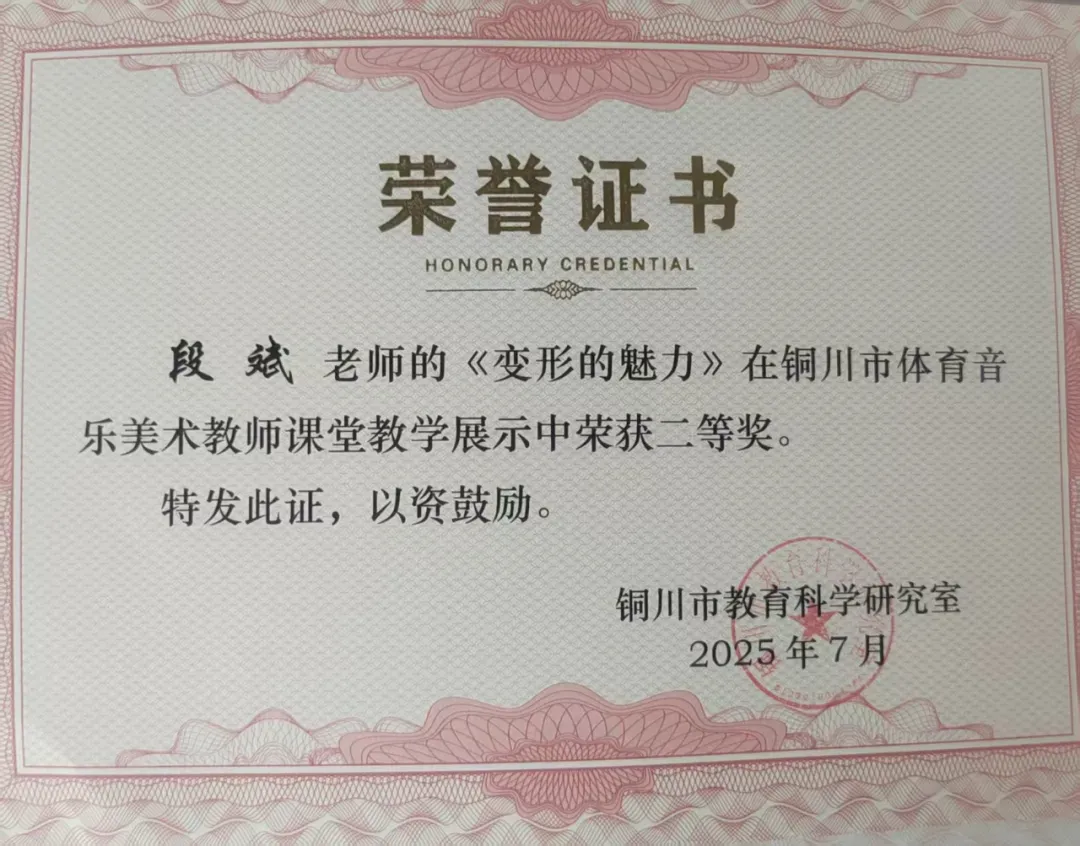 荣誉证书
HONORARY CREDENTIAL
段 斌 老师的《变形的魅力》在铜川市体育音
乐美术教师课堂教学展示中荣获二等奖。
特发此证，以资鼓励。
铜川市教育科学研究室
2025年7月